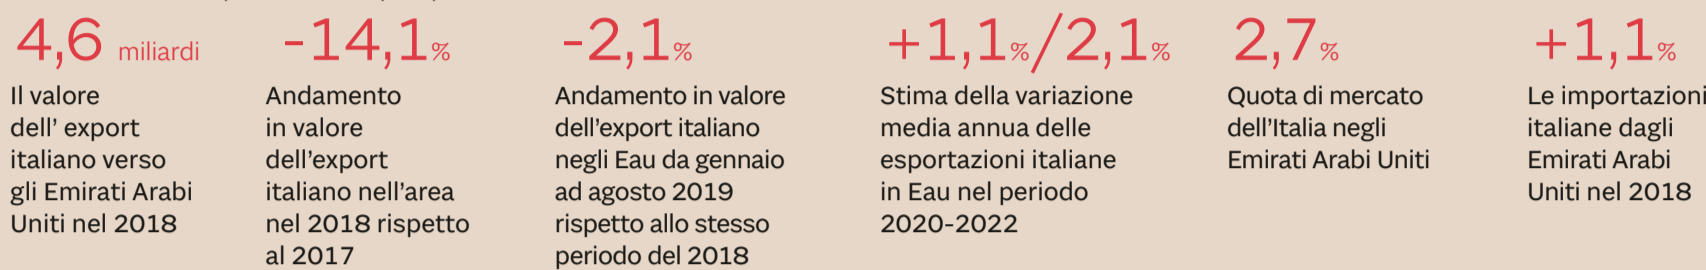 4,6 miliardi
Il valore
dell' export
italiano verso
gli Emirati Arabi
Uniti nel 2018
-14,1%
Andamento
in valore
dell'export
italiano nell'area
nel 2018 rispetto
al 2017
-2,1%
Andamento in valore
dell'export italiano
negli Eau da gennaio
ad agosto 2019
rispetto allo stesso
periodo del 2018
+1,1%/2,1%
Stima della variazione
media annua delle
esportazioni italiane
in Eau nel periodo
2020-2022
2,7%
Quota di mercato
dell'Italia negli
Emirati Arabi Uniti
+1,1%
Le importazioni
italiane dagli
Emirati Arabi
Uniti nel 2018